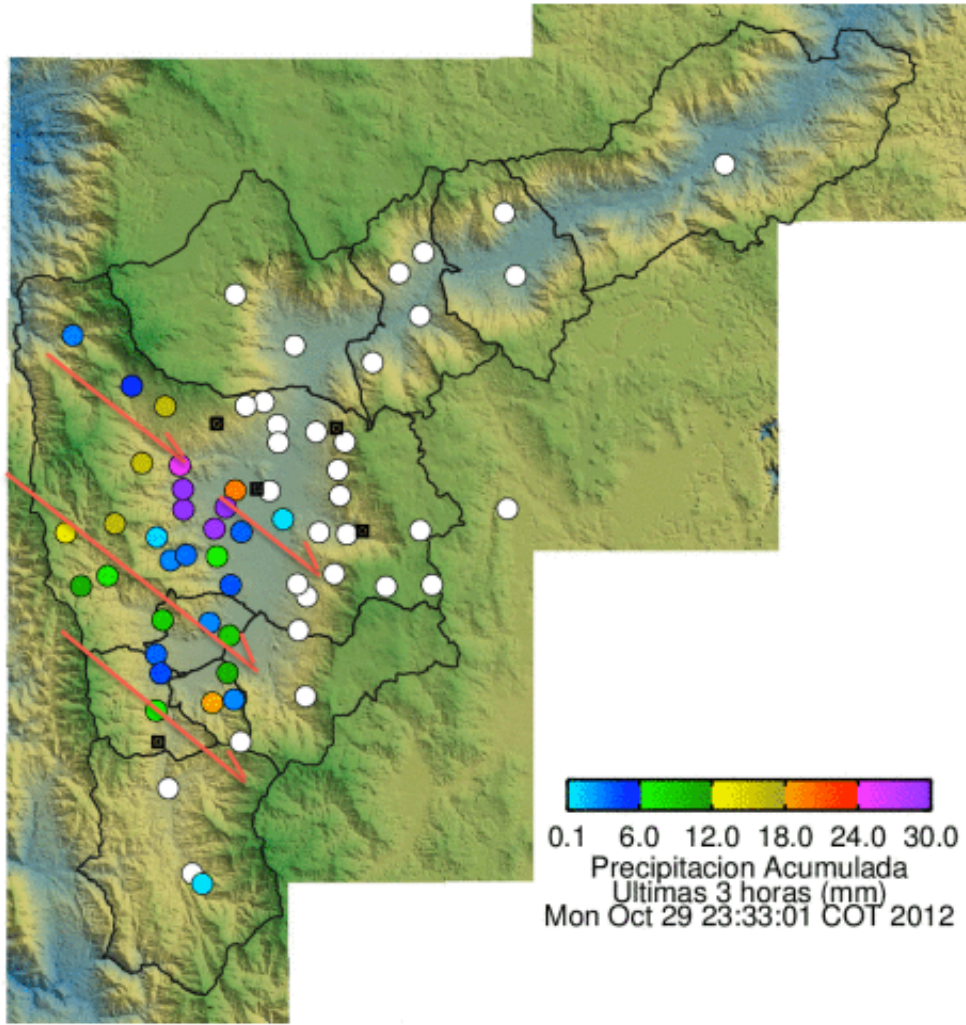 0.1 6.0 12.0 18.0 24.0 30.0
Precipitacion Acumulada
Ultimas 3 horas (mm)
Mon Oct 29 23:33:01 COT 2012